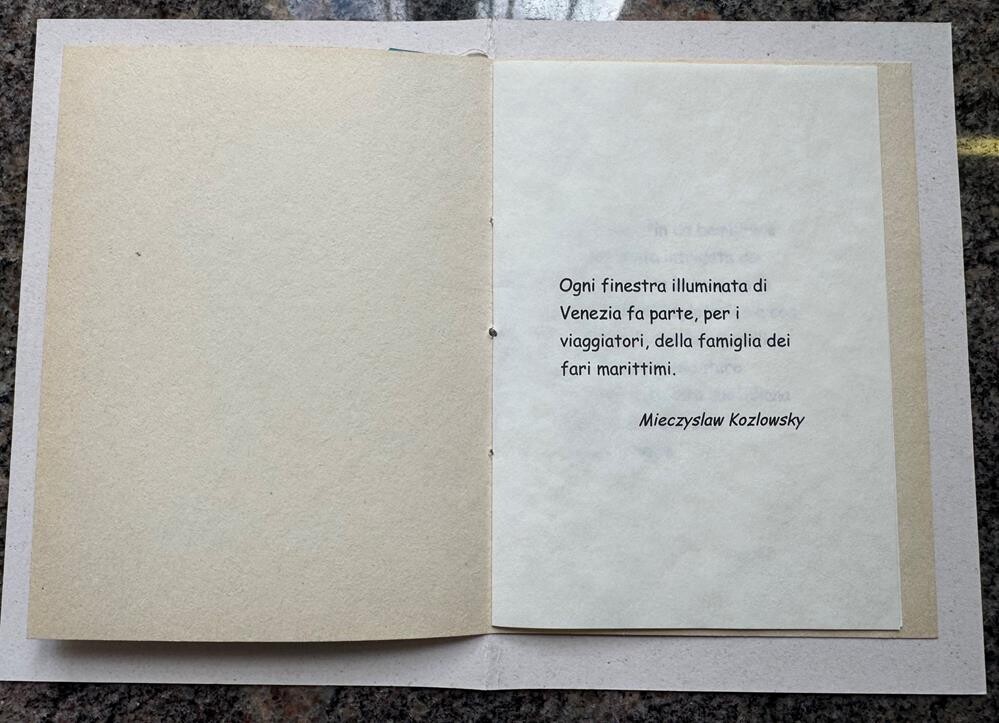 Ogni finestra illuminata di
Venezia fa parte, per i
viaggiatori, della famiglia dei
fari marittimi.
Mieczyslaw Kozlowsky